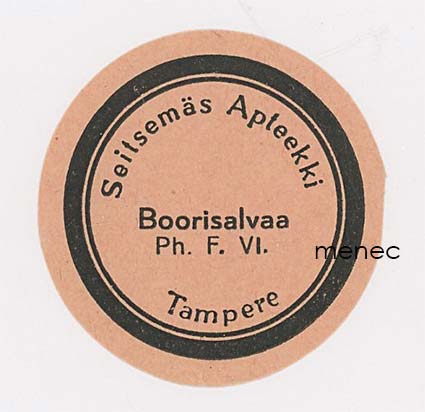 Seitsemäs Apteekki
Boorisalvaa
Ph. F. VI.
menec
Tampere